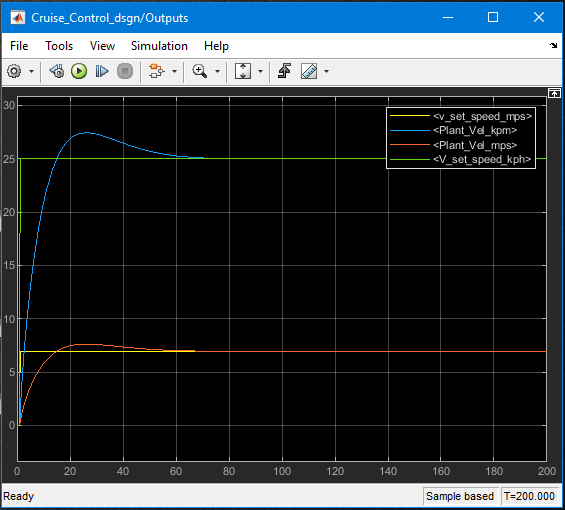 Cruise_Control_dsgn/Outputs
File Tools View Simulation Help
30
<v_set_speed_mps>
<Plant_Vel_kpm>
<Plant_Vel_mps>
<V_set_speed_kph>
25
20
15
10
5
0
0 20 40 60 80 100 120 140 160 180 200
Ready Sample based T=200.000